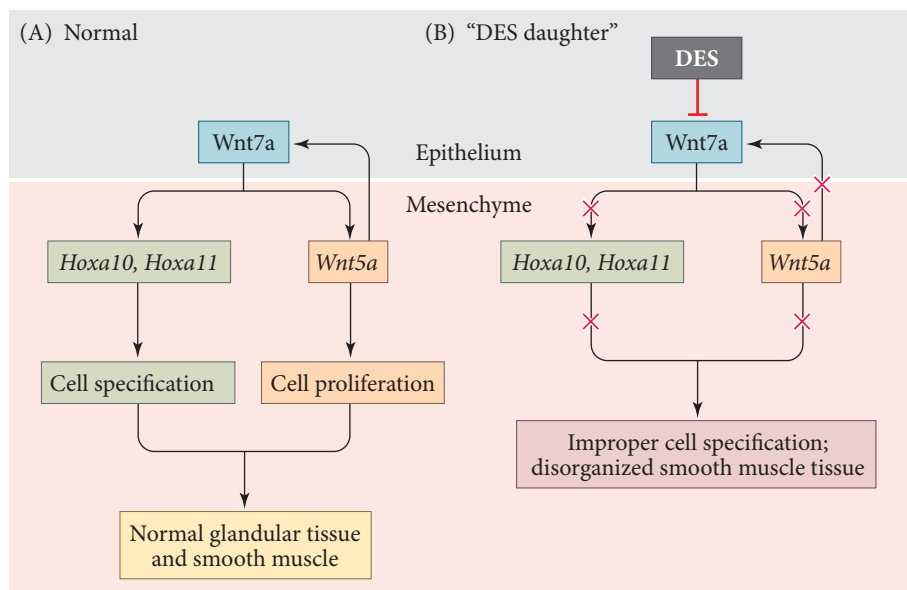 (A) Normal
(B) “DES daughter”
DES
Wnt7a
Epithelium
Wnt7a
Mesenchyme
Hoxa10, Hoxa11
Wnt5a
Hoxa10, Hoxa11
Wnt5a
Cell specification
Cell proliferation
Improper cell specification;
disorganized smooth muscle tissue
Normal glandular tissue
and smooth muscle